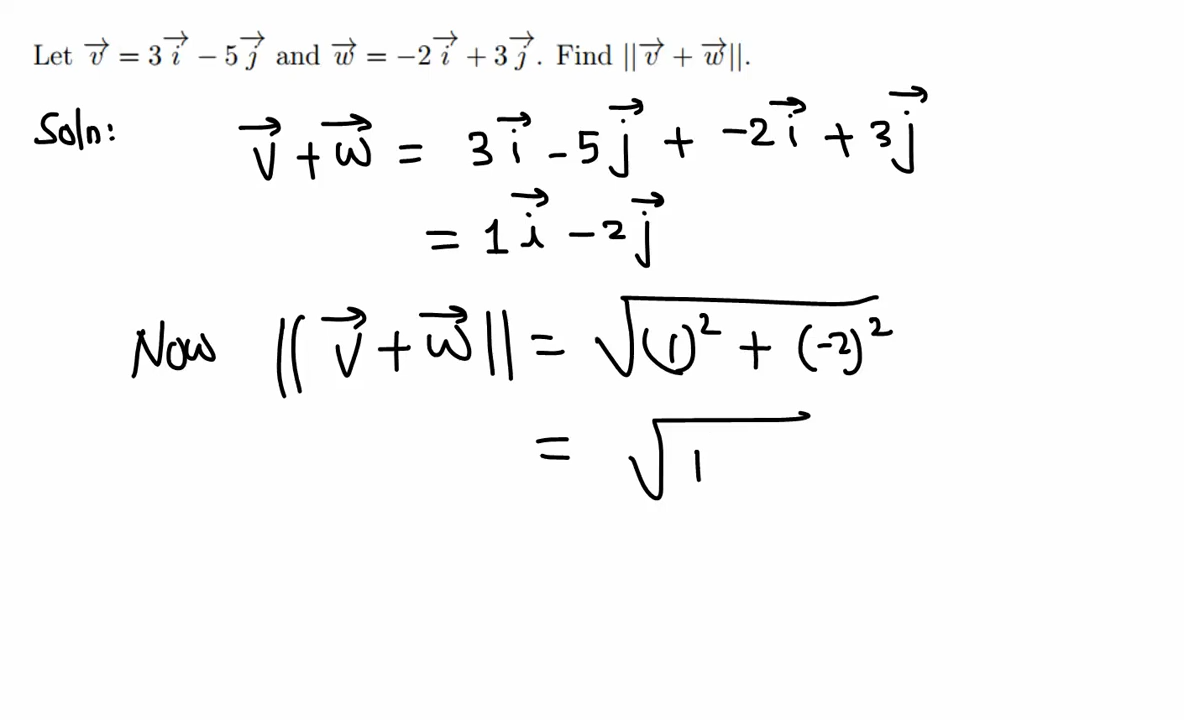 Let v⃗ = 3i⃗ − 5j⃗ and w⃗ = −2i⃗ + 3j⃗. Find ||v⃗ + w⃗||.
Soln: v⃗ + w⃗ = 3i⃗ − 5j⃗ + −2i⃗ + 3j⃗
= 1i⃗ − 2j⃗
Now || v⃗ + w⃗ || = √((1)² + (−2)²)
= √1